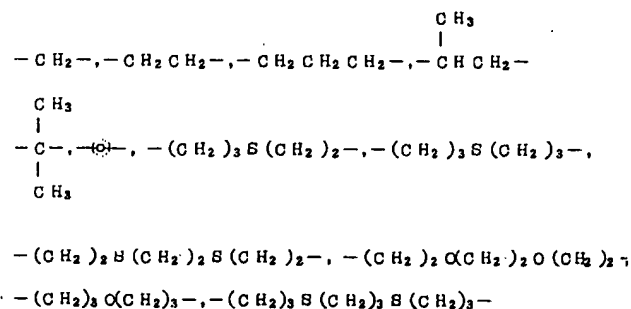 CH₃
|
—CH₂—,—CH₂CH₂—,—CH₂CH₂CH₂—,—CHCH₂—
CH₃
|
—C—,—, —(CH₂)₃S(CH₂)₂—,—(CH₂)₃S(CH₂)₃—,
|
CH₃
—(CH₂)₂S(CH₂)₂S(CH₂)₂—, —(CH₂)₂O(CH₂)₂O(CH₂)₂—,
—(CH₂)₃O(CH₂)₃—,—(CH₂)₃S(CH₂)₃S(CH₂)₃—